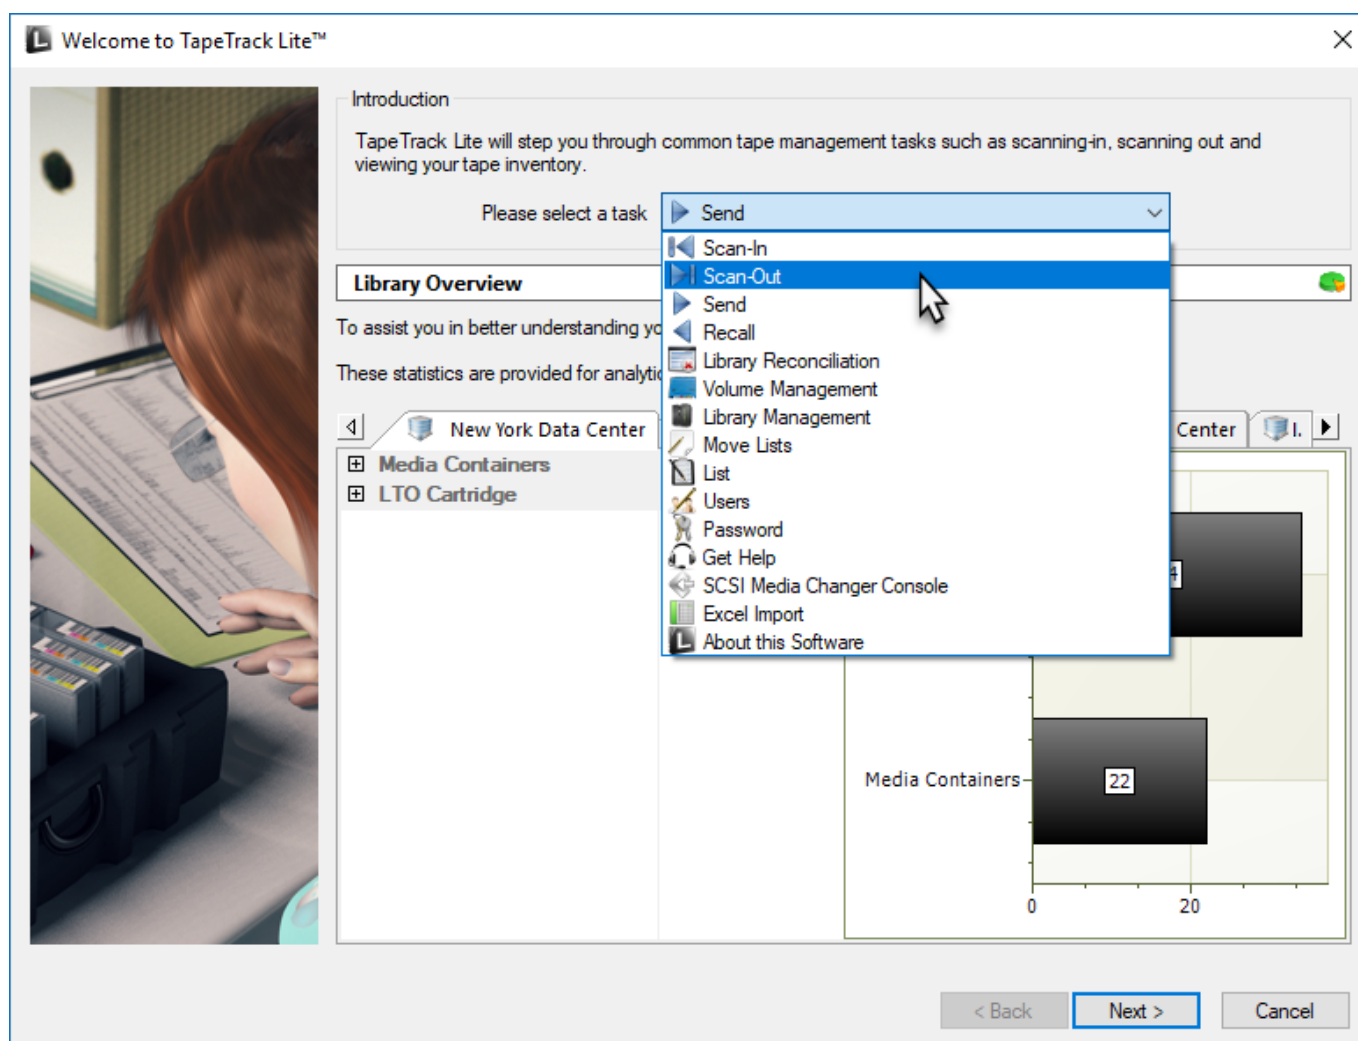 Welcome to TapeTrack Lite™
Introduction
TapeTrack Lite will step you through common tape management tasks such as scanning-in, scanning out and
viewing your tape inventory.
Please select a task
Send
Scan-In
Scan-Out
Send
Recall
Library Reconciliation
Volume Management
Library Management
Move Lists
List
Users
Password
Get Help
SCSI Media Changer Console
Excel Import
About this Software
Library Overview
To assist you in better understanding
These statistics are provided for
New York Data Center
Center
Media Containers
LTO Cartridge
4
Media Containers
22
0
20
< Back
Next >
Cancel